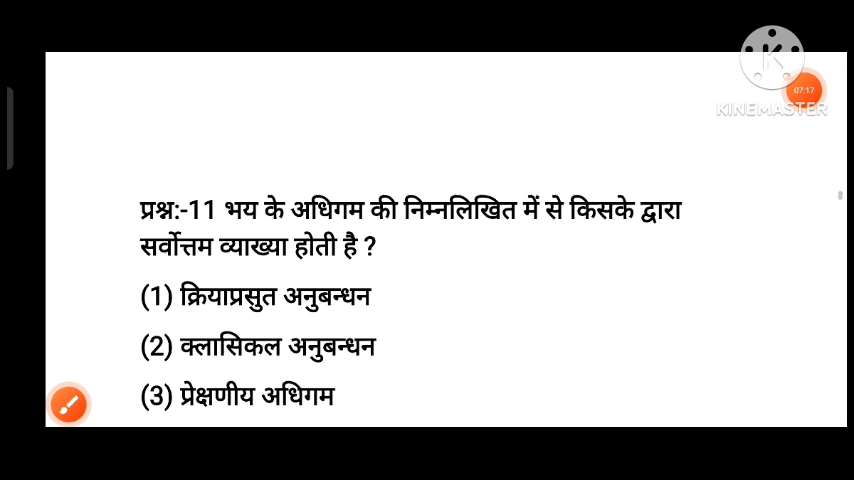 07:17
KINEMASTER
प्रश्न:-11 भय के अधिगम की निम्नलिखित में से किसके द्वारा
सर्वोत्तम व्याख्या होती है ?
(1) क्रियाप्रसुत अनुबन्धन
(2) क्लासिकल अनुबन्धन
(3) प्रेक्षणीय अधिगम